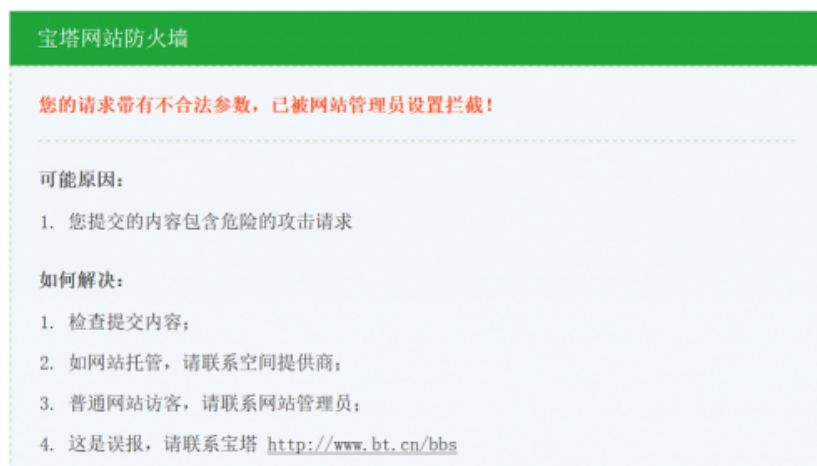 宝塔网站防火墙
您的请求带有不合法参数，已被网站管理员设置拦截！
可能原因：
1. 您提交的内容包含危险的攻击请求
如何解决：
1. 检查提交内容；
2. 如网站托管，请联系空间提供商；
3. 普通网站访客，请联系网站管理员；
4. 这是误报，请联系宝塔 http://www.bt.cn/bbs